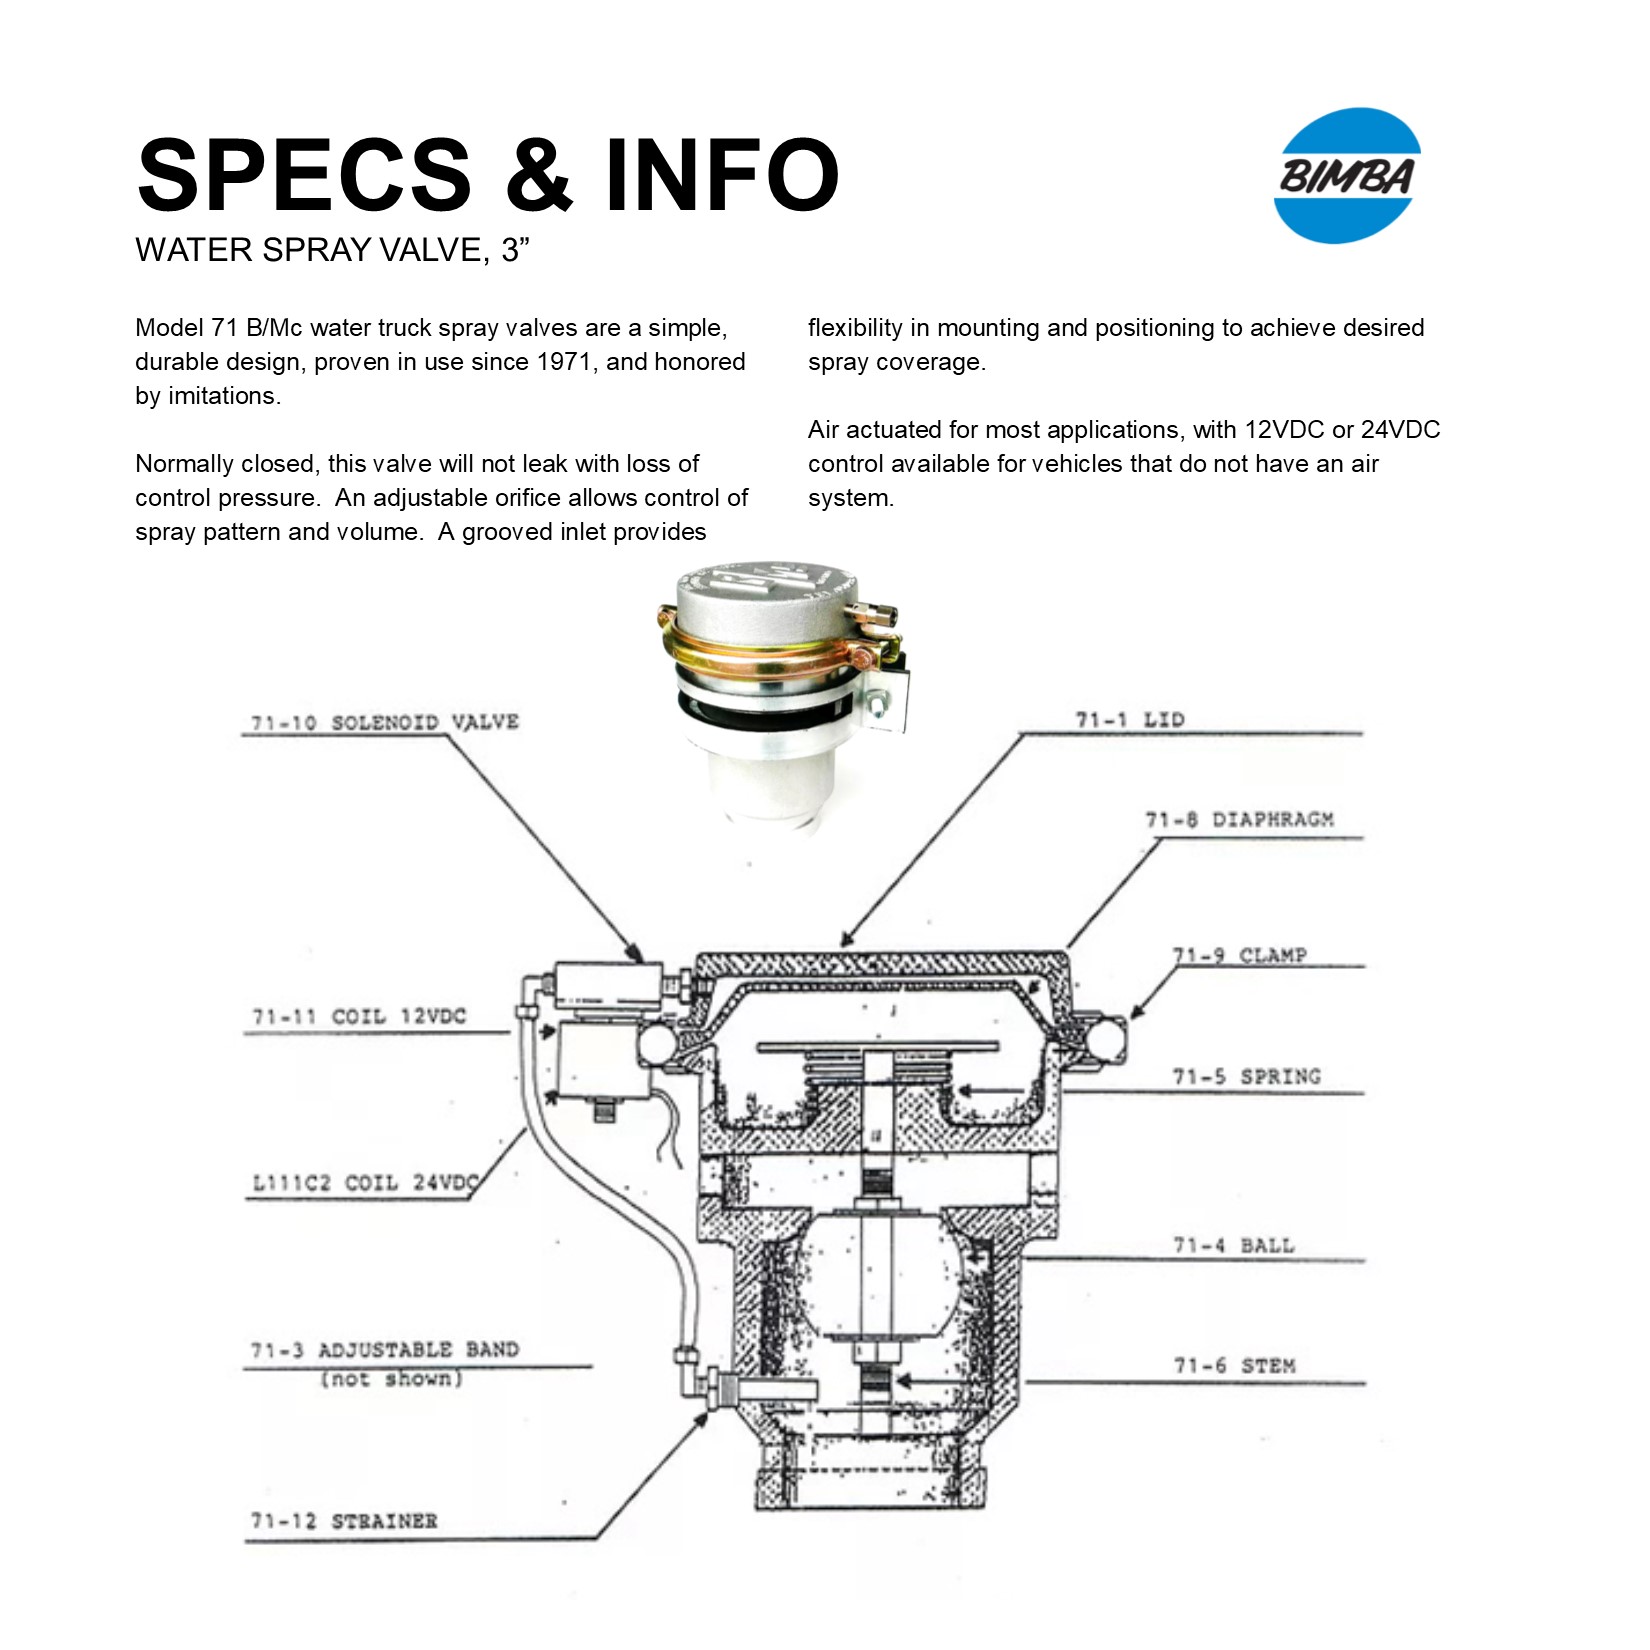 SPECS & INFO
BIMBA
WATER SPRAY VALVE, 3”
Model 71 B/Mc water truck spray valves are a simple,
durable design, proven in use since 1971, and honored
by imitations.
Normally closed, this valve will not leak with loss of
control pressure.  An adjustable orifice allows control of
spray pattern and volume.  A grooved inlet provides
flexibility in mounting and positioning to achieve desired
spray coverage.
Air actuated for most applications, with 12VDC or 24VDC
control available for vehicles that do not have an air
system.
71-10 SOLENOID VALVE
71-1 LID
71-8 DIAPHRAGM
71-9 CLAMP
71-11 COIL 12VDC
71-5 SPRING
L111C2 COIL 24VDC
71-4 BALL
71-3 ADJUSTABLE BAND
(not shown)
71-6 STEM
71-12 STRAINER